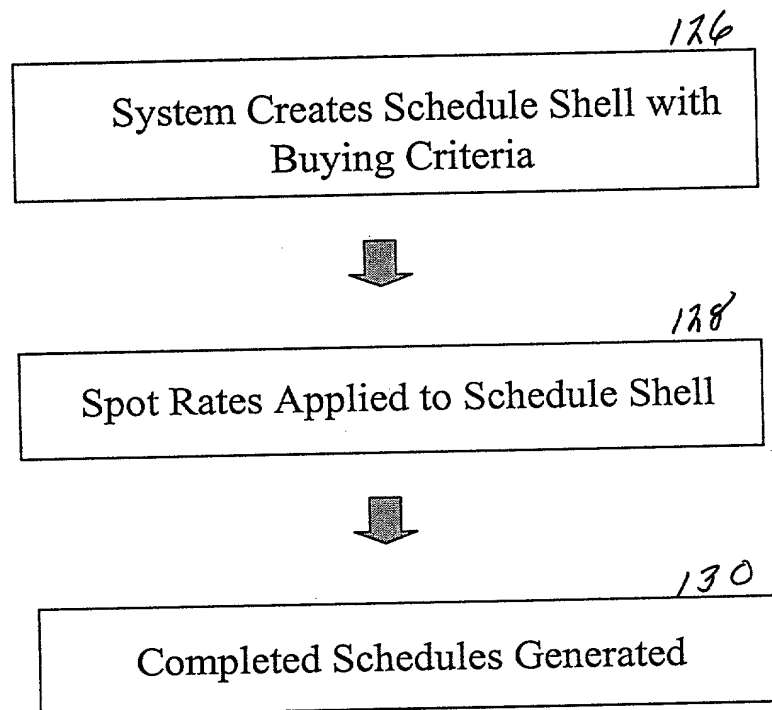 126
System Creates Schedule Shell with
Buying Criteria
128
Spot Rates Applied to Schedule Shell
130
Completed Schedules Generated